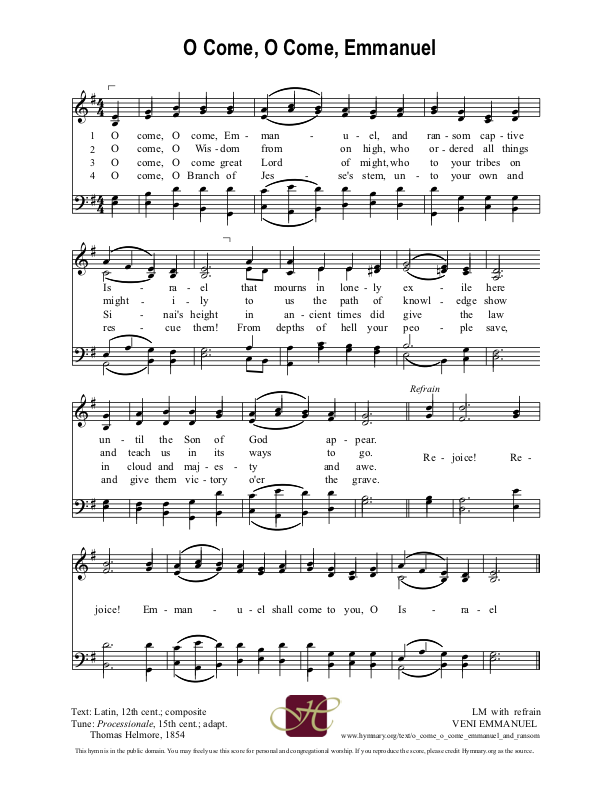 O Come, O Come, Emmanuel
1 O come, O come, Em- man - u- el, and ran- som cap- tive
2 O come, O Wis- dom from on high, who or- dered all things
3 O come, O come great Lord of might, who to your tribes on
4 O come, O Branch of Jes - se's stem, un- to your own and
Is - ra - el that mourns in lone- ly ex - ile here
might - i - ly to us the path of knowl- edge show
Si - nai's height in an- cient times did give the law
res - cue them! From depths of hell your peo - ple save,
Refrain
un- til the Son of God ap- pear.
and teach us in its ways to go.
in cloud and maj- es- ty and awe.
and give them vic- tory o'er the grave.
Re- joice! Re-
joice! Em- man - u- el shall come to you, O Is - ra - el
Text: Latin, 12th cent.; composite
Tune: Processionale, 15th cent.; adapt.
Thomas Helmore, 1854
H
LM with refrain
VENI EMMANUEL
www.hymnary.org/text/o_come_o_come_emmanuel_and_ransom
This hymn is in the public domain. You may freely use this score for personal and congregational worship. If you reproduce the score, please credit Hymnary.org as the source.